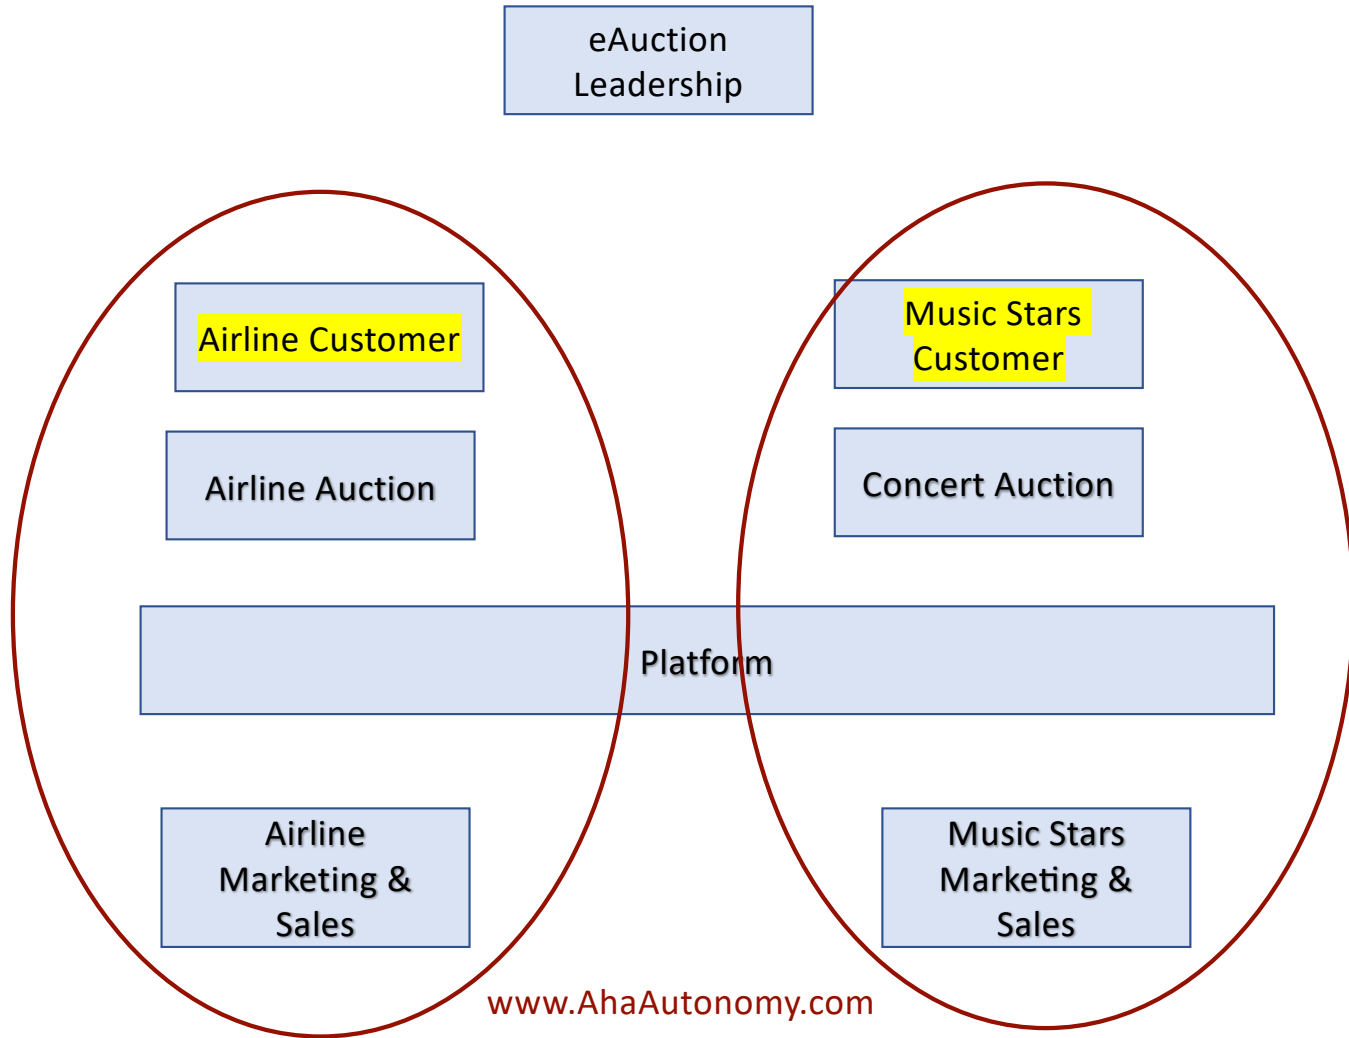 eAuction
Leadership
Airline Customer
Music Stars
Customer
Airline Auction
Concert Auction
Platform
Airline
Marketing &
Sales
Music Stars
Marketing &
Sales
www.AhaAutonomy.com